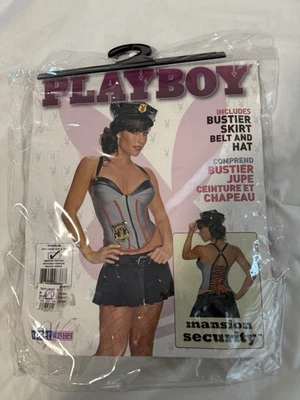 PLAYBOY
INCLUDES
BUSTIER
SKIRT
BELT AND
HAT
COMPREND
BUSTIER
JUPE
CEINTURE ET
CHAPEAU
mansion
security